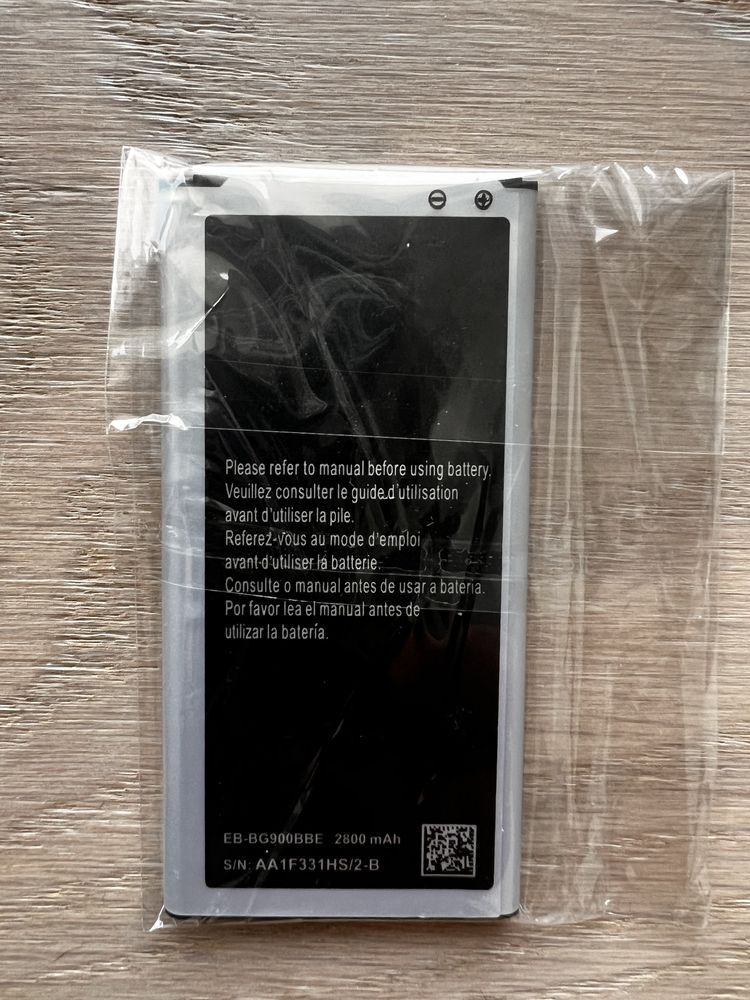 Please refer to manual before using battery.
Veuillez consulter le guide d'utilisation
avant d'utiliser la pile.
Referez-vous au mode d'emploi
avant d'utiliser la batterie.
Consulte o manual antes de usar a bateria.
Por favor lea el manual antes de
utilizar la batería.
EB-BG900BBE 2800 mAh
S/N: AA1F331HS/2-B